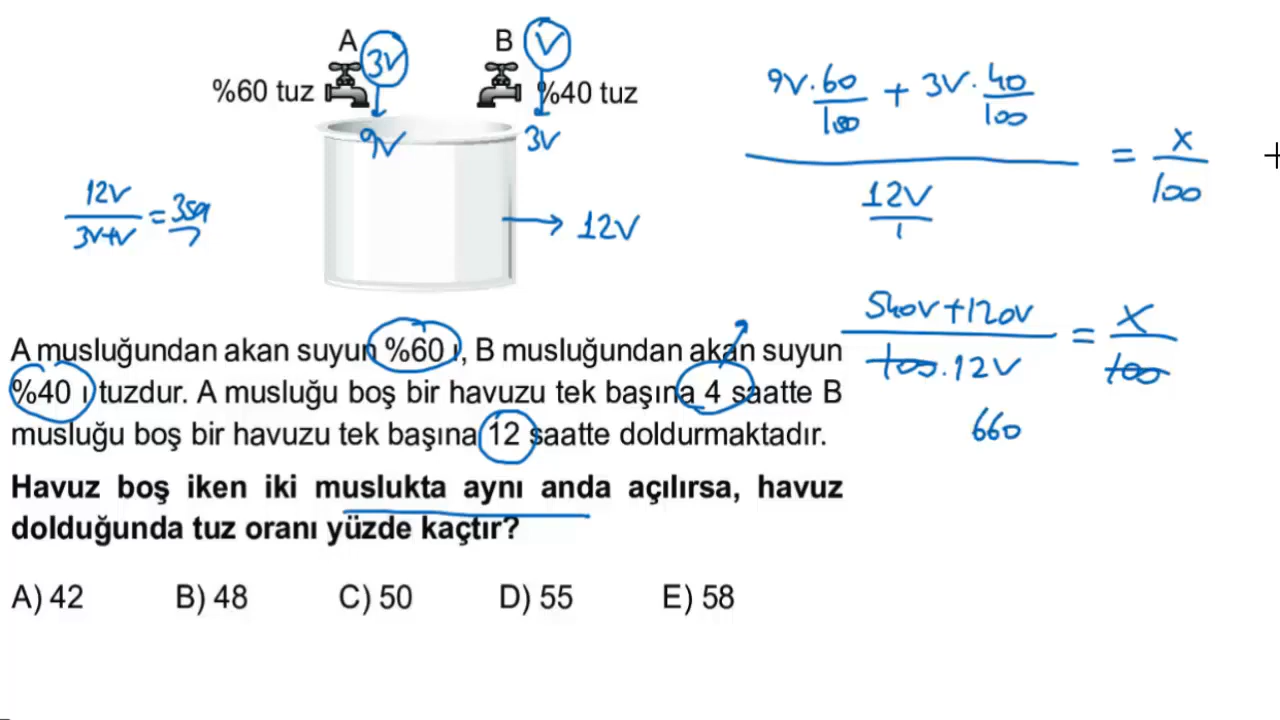 A 3V B V
%60 tuz %40 tuz
9V 3V
12V
12V/(3V+V) = 3sa
A musluğundan akan suyun %60 ı, B musluğundan akan suyun
%40 ı tuzdur. A musluğu boş bir havuzu tek başına 4 saatte B
musluğu boş bir havuzu tek başına 12 saatte doldurmaktadır.
Havuz boş iken iki muslukta aynı anda açılırsa, havuz
dolduğunda tuz oranı yüzde kaçtır?
A) 42 B) 48 C) 50 D) 55 E) 58
9V.60/100 + 3V.40/100
= x/100
12V/1
540V+120V/100.12V = x/100
660